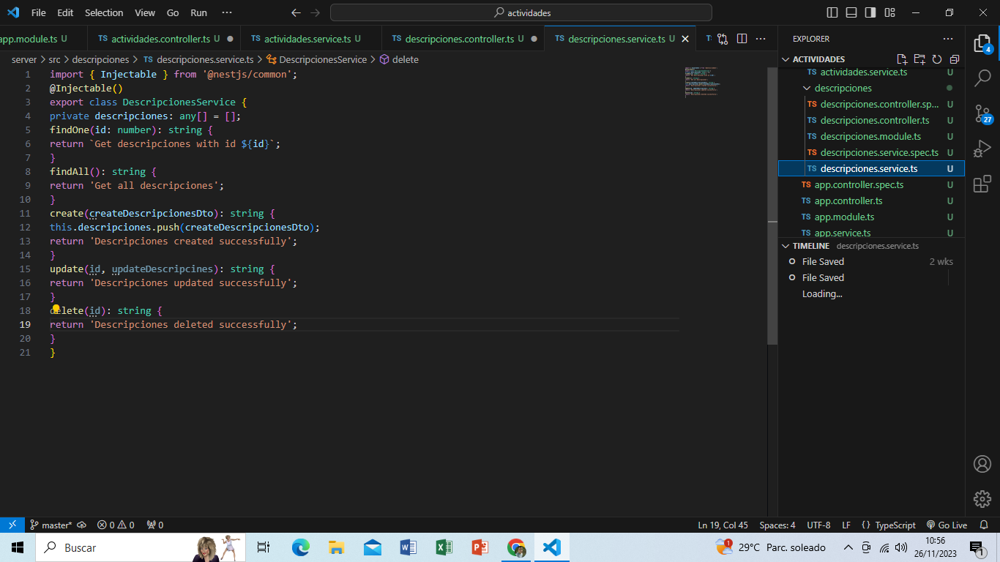 File Edit Selection View Go Run ··· actividades
app.module.ts U TS actividades.controller.ts U TS actividades.service.ts U TS descripciones.controller.ts U TS descripciones.service.ts U
server > src > descripciones > TS descripciones.service.ts > DescripcionesService > delete
1 import { Injectable } from '@nestjs/common';
2 @Injectable()
3 export class DescripcionesService {
4 private descripciones: any[] = [];
5 findOne(id: number): string {
6 return `Get descripciones with id ${id}`;
7 }
8 findAll(): string {
9 return 'Get all descripciones';
10 }
11 create(createDescripcionesDto): string {
12 this.descripciones.push(createDescripcionesDto);
13 return 'Descripciones created successfully';
14 }
15 update(id, updateDescripcines): string {
16 return 'Descripciones updated successfully';
17 }
18 delete(id): string {
19 return 'Descripciones deleted successfully';
20 }
21 }
EXPLORER
ACTIVIDADES
TS actividades.service.ts U
descripciones
TS descripciones.controller.sp... U
TS descripciones.controller.ts U
TS descripciones.module.ts U
TS descripciones.service.spec.ts U
TS descripciones.service.ts U
TS app.controller.spec.ts U
TS app.controller.ts U
TS app.module.ts U
TS app.service.ts U
TIMELINE descripciones.service.ts
File Saved 2 wks
File Saved
Loading...
4
27
master* 0 0 0 Ln 19, Col 45 Spaces: 4 UTF-8 LF {} TypeScript Go Live
Buscar 29°C Parc. soleado 10:56
26/11/2023
1